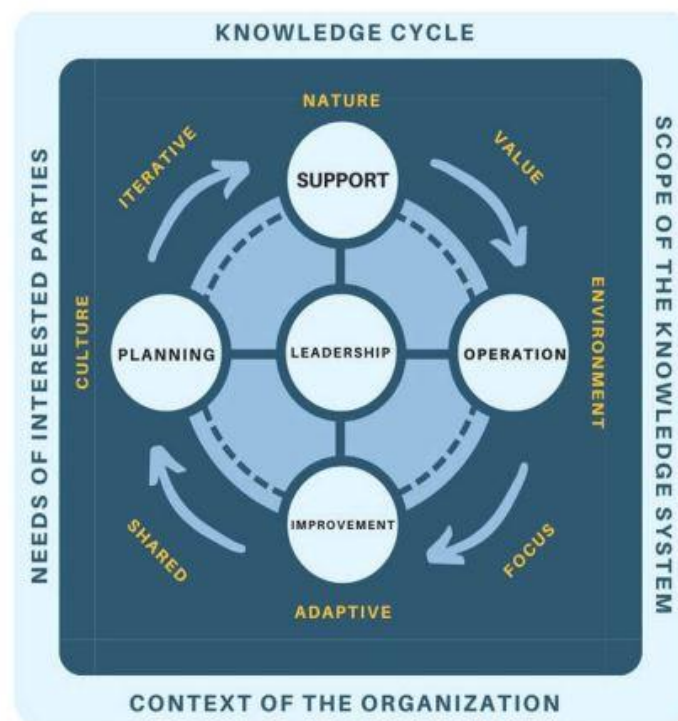 KNOWLEDGE CYCLE
NATURE
ITERATIVE
VALUE
SUPPORT
NEEDS OF INTERESTED PARTIES
SCOPE OF THE KNOWLEDGE SYSTEM
CULTURE
PLANNING
LEADERSHIP
OPERATION
ENVIRONMENT
IMPROVEMENT
SHARED
FOCUS
ADAPTIVE
CONTEXT OF THE ORGANIZATION